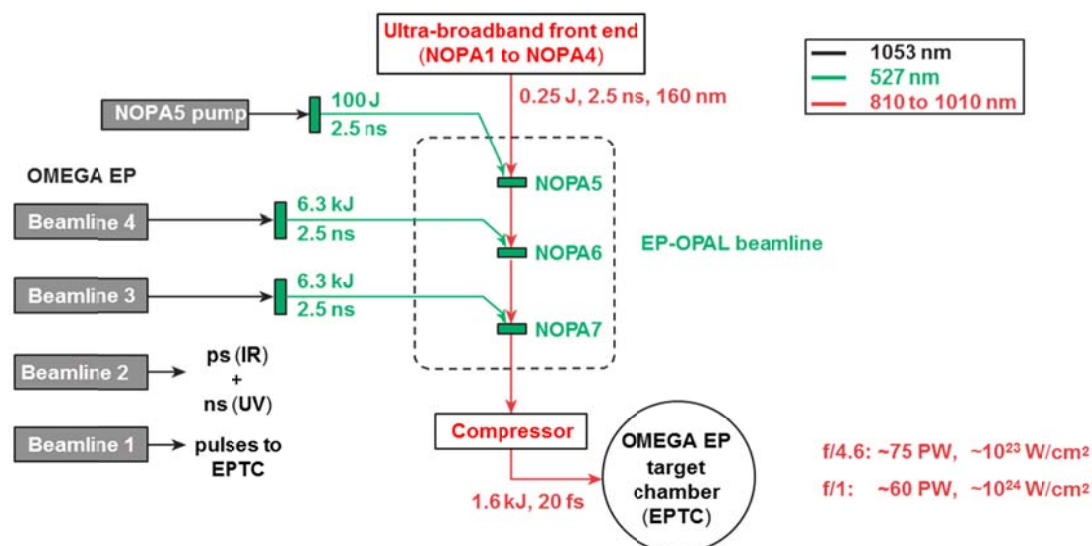 Ultra-broadband front end
(NOPA1 to NOPA4)
1053 nm
527 nm
810 to 1010 nm
0.25 J, 2.5 ns, 160 nm
NOPA5 pump
100 J
2.5 ns
NOPA5
OMEGA EP
Beamline 4
6.3 kJ
2.5 ns
NOPA6
EP-OPAL beamline
Beamline 3
6.3 kJ
2.5 ns
NOPA7
Beamline 2
ps (IR)
+
ns (UV)
Beamline 1
pulses to
EPTC
Compressor
OMEGA EP
target
chamber
(EPTC)
1.6 kJ, 20 fs
f/4.6: ~75 PW, ~10²³ W/cm²
f/1: ~60 PW, ~10²⁴ W/cm²